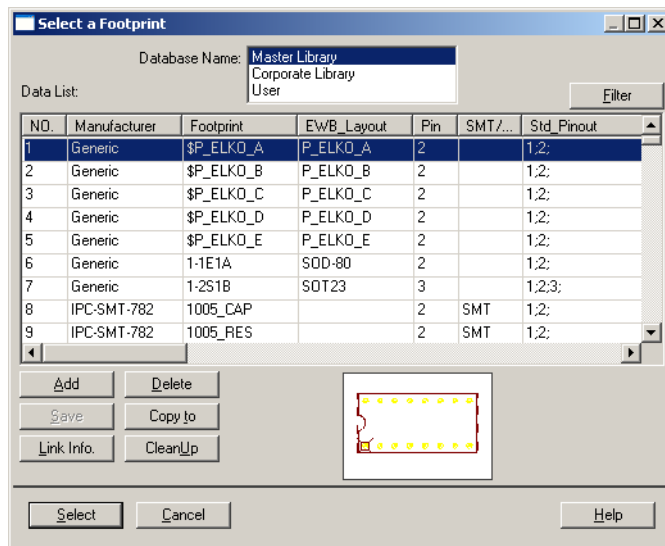 Select a Footprint
Database Name: Master Library
Corporate Library
User
Data List:
Filter
NO. Manufacturer Footprint EWB_Layout Pin SMT/... Std_Pinout
1 Generic $P_ELKO_A P_ELKO_A 2 1;2;
2 Generic $P_ELKO_B P_ELKO_B 2 1;2;
3 Generic $P_ELKO_C P_ELKO_C 2 1;2;
4 Generic $P_ELKO_D P_ELKO_D 2 1;2;
5 Generic $P_ELKO_E P_ELKO_E 2 1;2;
6 Generic 1-1E1A SOD-80 2 1;2;
7 Generic 1-2S1B SOT23 3 1;2;3;
8 IPC-SMT-782 1005_CAP 2 SMT 1;2;
9 IPC-SMT-782 1005_RES 2 SMT 1;2;
Add Delete
Save Copy to
Link Info. CleanUp
Select Cancel Help